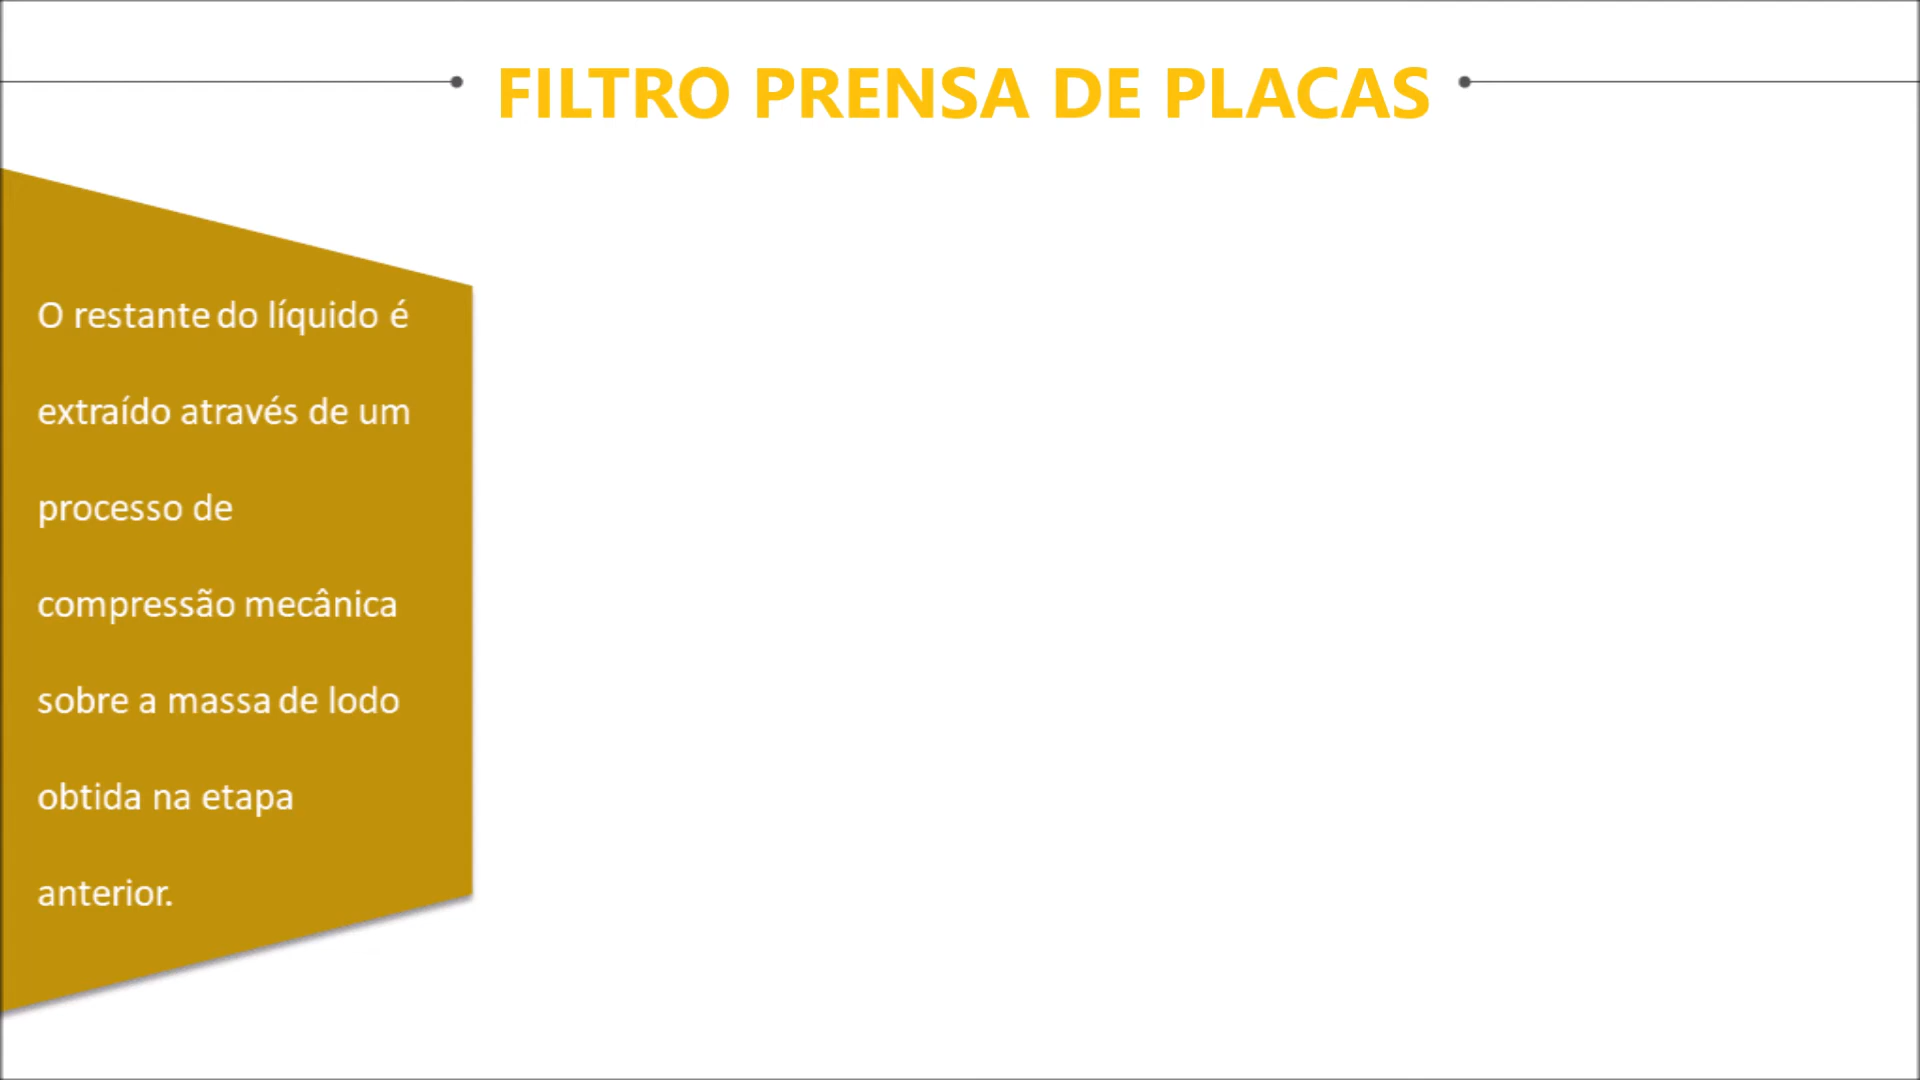 FILTRO PRENSA DE PLACAS
O restante do líquido é
extraído através de um
processo de
compressão mecânica
sobre a massa de lodo
obtida na etapa
anterior.